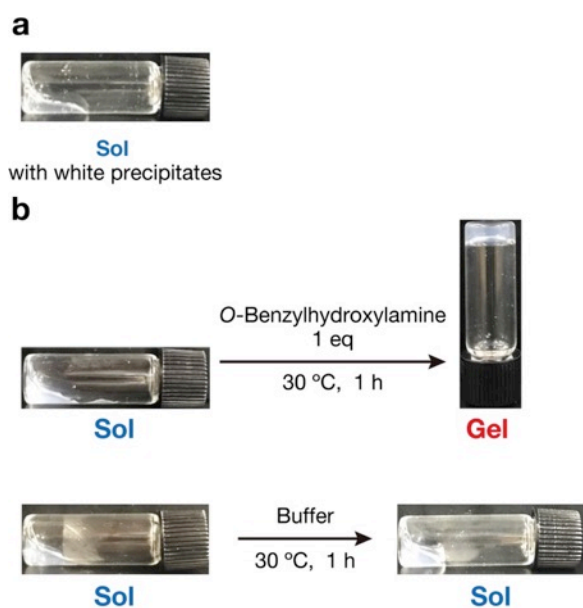 a
Sol
with white precipitates
b
O-Benzylhydroxylamine
1 eq
30 °C, 1 h
Sol
Gel
Buffer
30 °C, 1 h
Sol
Sol